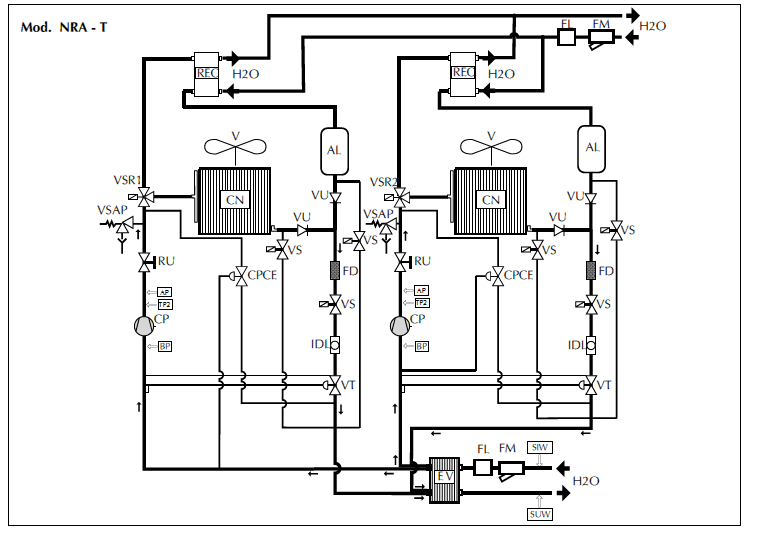 FL FM
H2O
Mod. NRA - T
REC H2O
REC H2O
V
V
AL
AL
VSR1
VSR2
CN
CN
VU
VU
VSAP
VSAP
VU
VU
VS
VS
VS
VS
RU
RU
FD
FD
CPCE
CPCE
AP
AP
TP2
TP2
VS
VS
CP
CP
BP
BP
IDL
IDL
VT
VT
FL FM SIW
EV
H2O
SUW